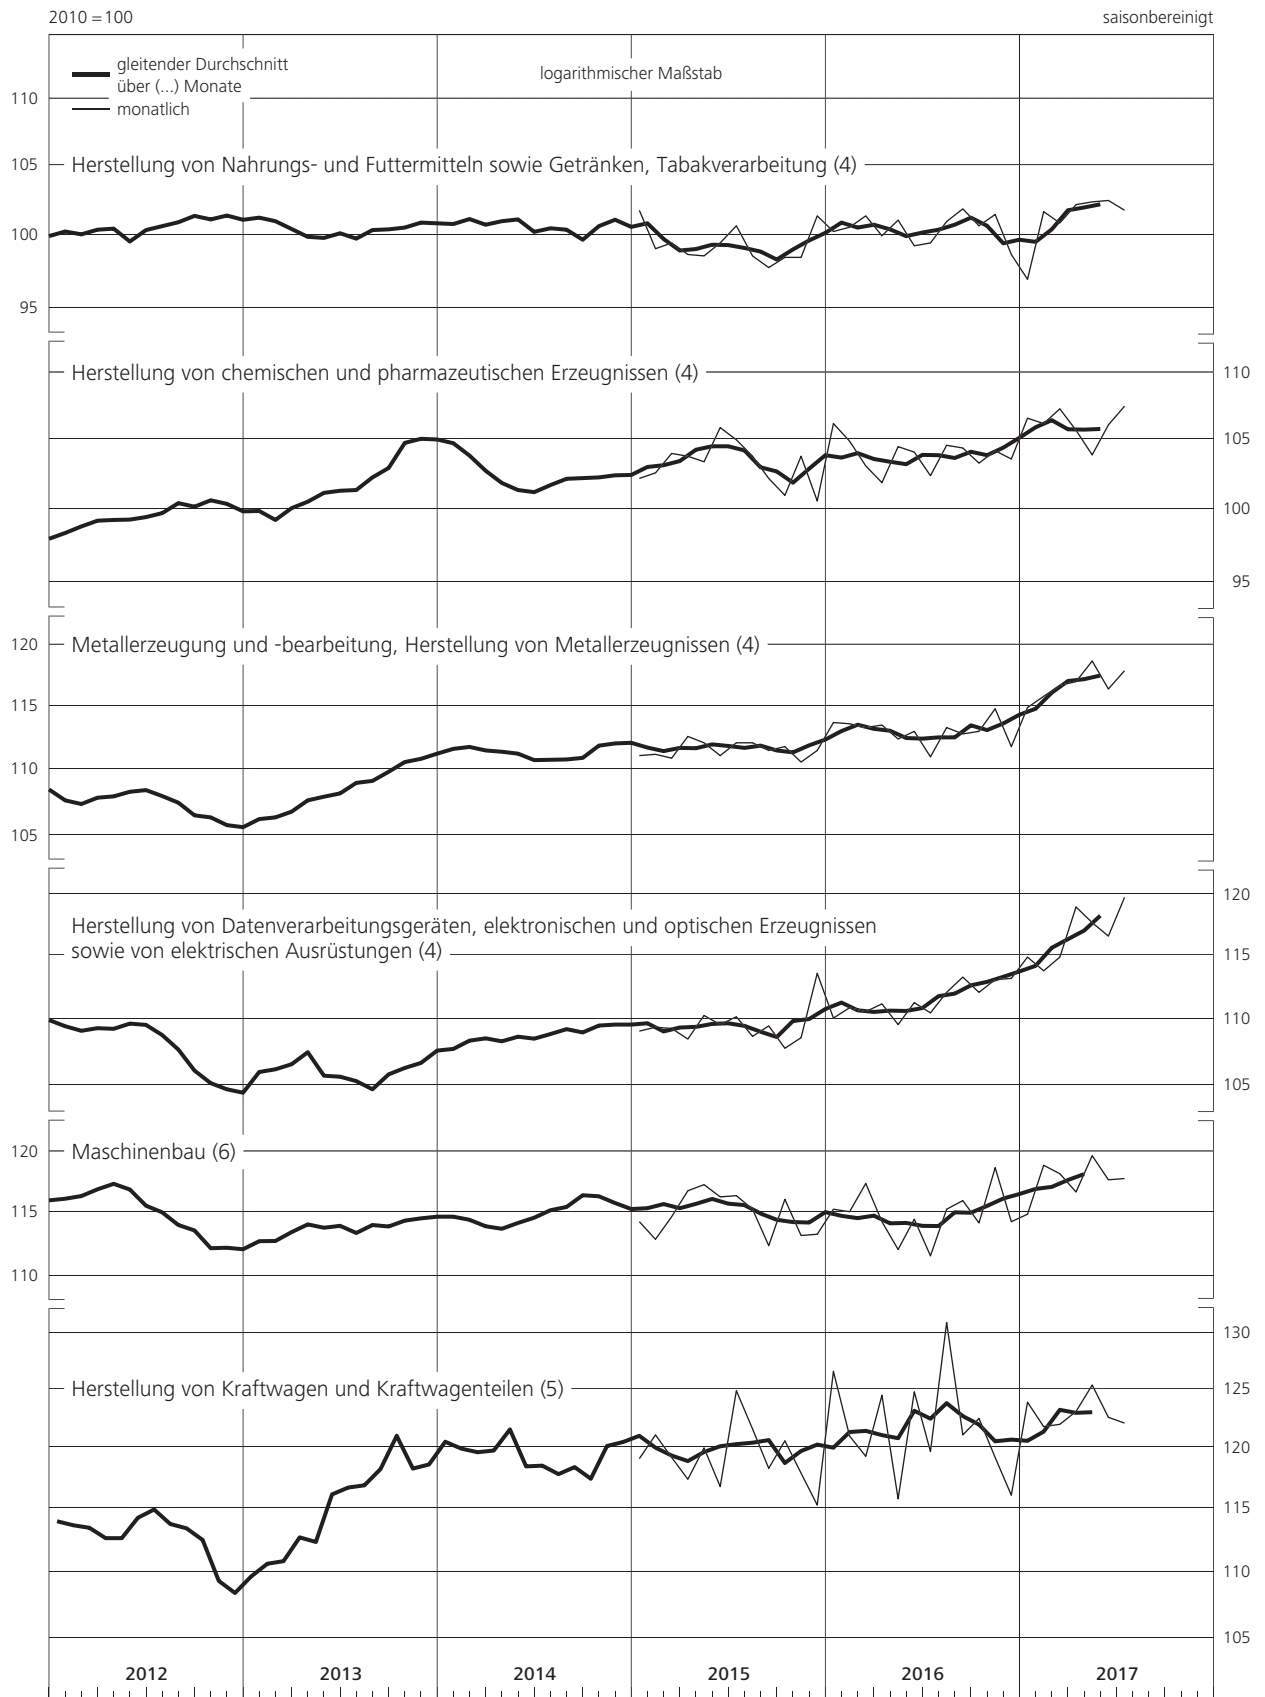 2010 = 100
saisonbereinigt
gleitender Durchschnitt
über (...) Monate
monatlich
logarithmischer Maßstab
110
105
Herstellung von Nahrungs- und Futtermitteln sowie Getränken, Tabakverarbeitung (4)
100
95
Herstellung von chemischen und pharmazeutischen Erzeugnissen (4)
110
105
100
95
120
Metallerzeugung und -bearbeitung, Herstellung von Metallerzeugnissen (4)
115
110
105
120
Herstellung von Datenverarbeitungsgeräten, elektronischen und optischen Erzeugnissen
sowie von elektrischen Ausrüstungen (4)
115
110
105
120
Maschinenbau (6)
115
110
130
Herstellung von Kraftwagen und Kraftwagenteilen (5)
125
120
115
110
105
2012 2013 2014 2015 2016 2017